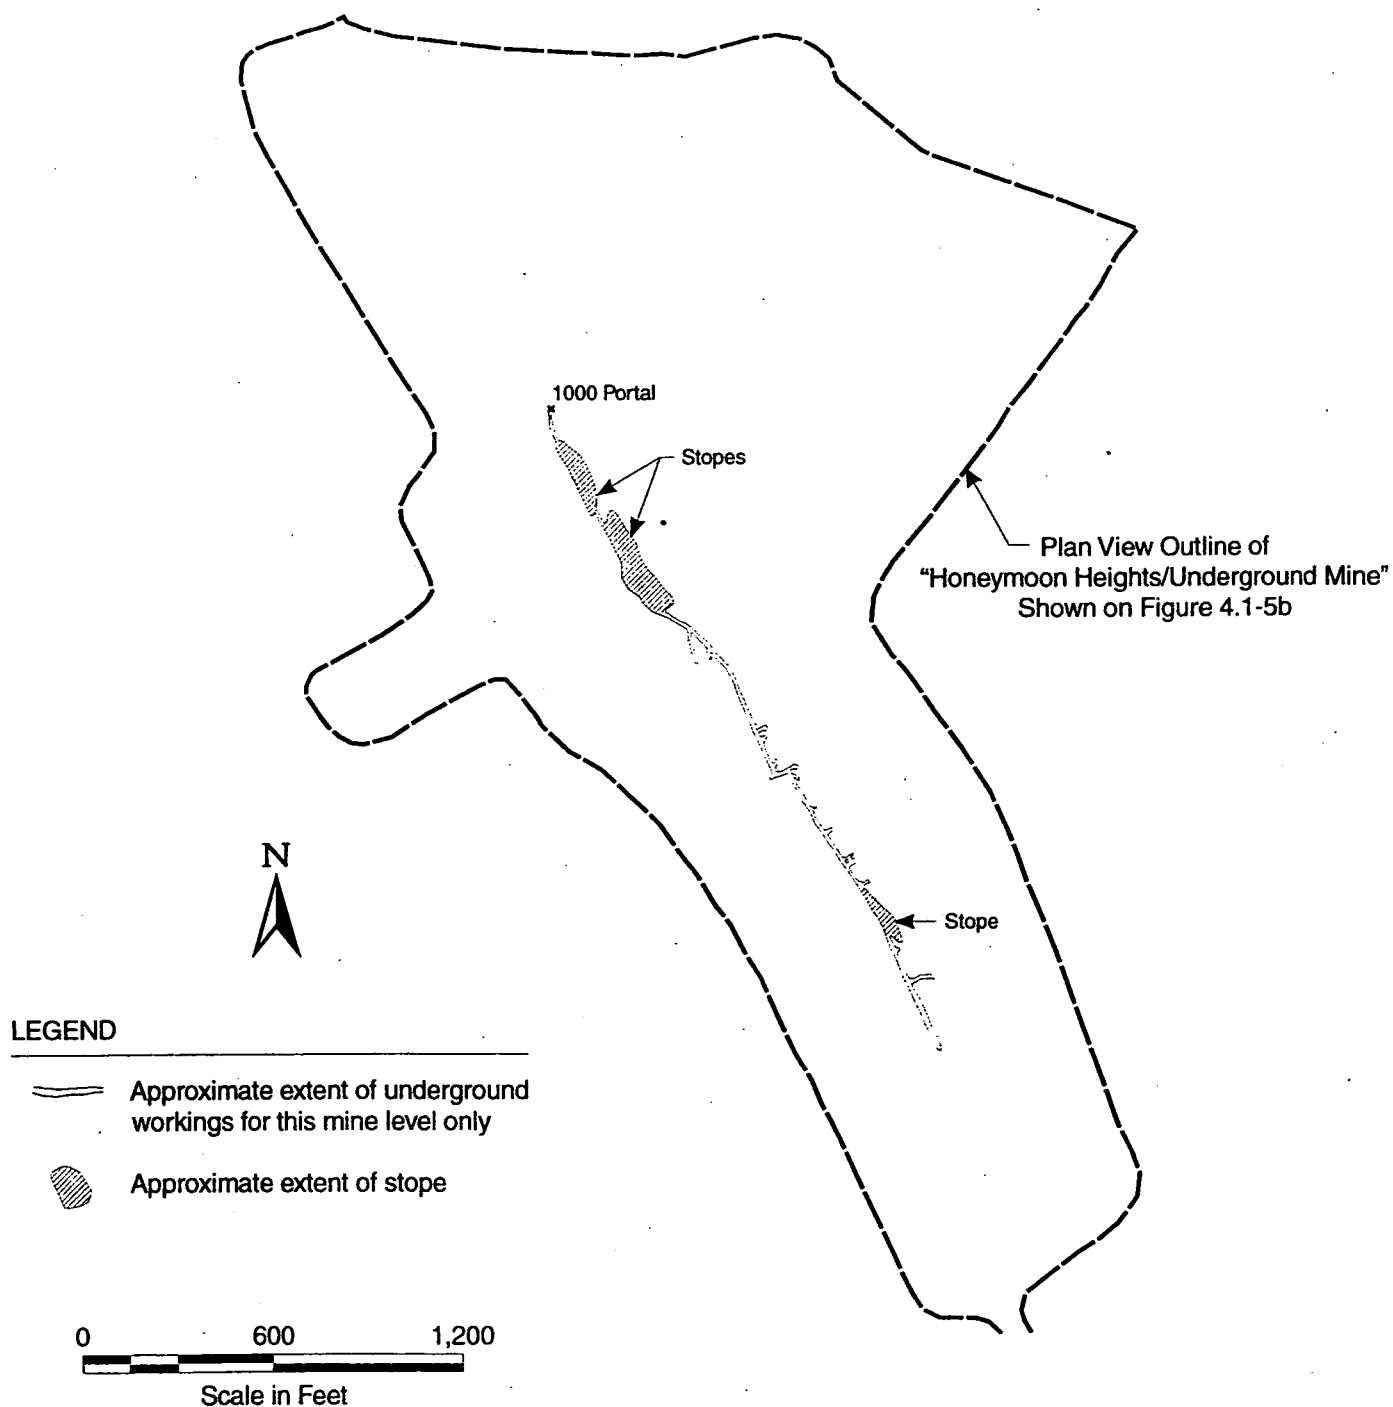 1000 Portal
Stopes
Plan View Outline of
“Honeymoon Heights/Underground Mine”
Shown on Figure 4.1-5b
N
Stope
LEGEND
Approximate extent of underground
workings for this mine level only
Approximate extent of stope
0 600 1,200
Scale in Feet